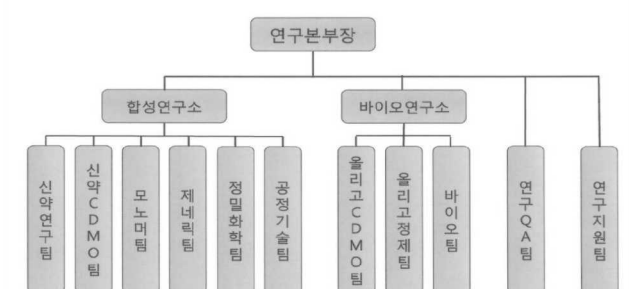 연구본부장
합성연구소
바이오연구소
신약연구팀
신약CDMO팀
모노머팀
제네릭팀
정밀화학팀
공정기술팀
올리고CDMO팀
올리고정제팀
바이오팀
연구QA팀
연구지원팀